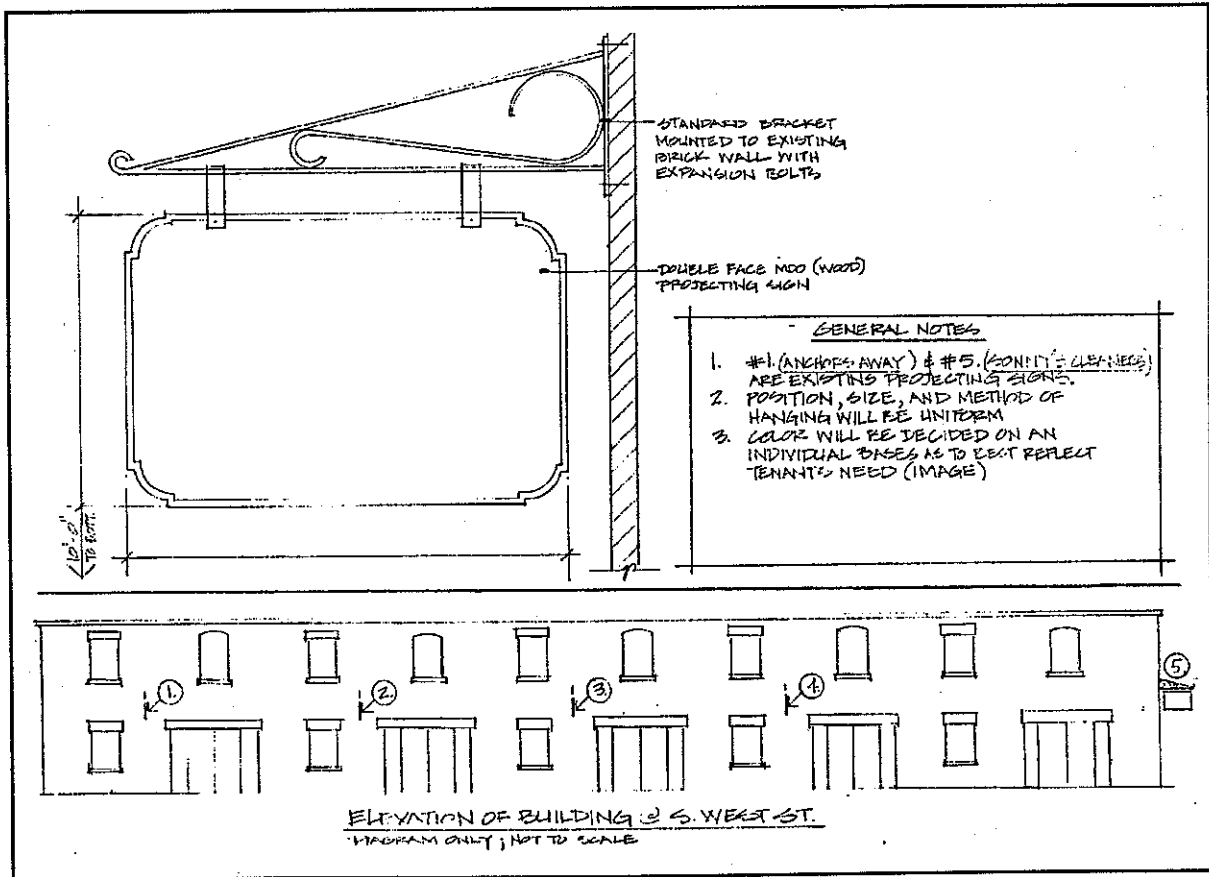 STANDARD BRACKET
MOUNTED TO EXISTING
BRICK WALL WITH
EXPANSION BOLTS
DOUBLE FACE MDO (WOOD)
PROJECTING SIGN
GENERAL NOTES
1. #1. (ANCHORS AWAY) & #5. (SONNY'S CLEANERS)
ARE EXISTING PROJECTING SIGNS.
2. POSITION, SIZE, AND METHOD OF
HANGING WILL BE UNIFORM
3. COLOR WILL BE DECIDED ON AN
INDIVIDUAL BASES AS TO BEST REFLECT
TENANT'S NEED (IMAGE)
10'-0"
TO BOTT.
1.
2.
3.
4.
5.
ELEVATION OF BUILDING @ S. WEST ST.
DIAGRAM ONLY; NOT TO SCALE